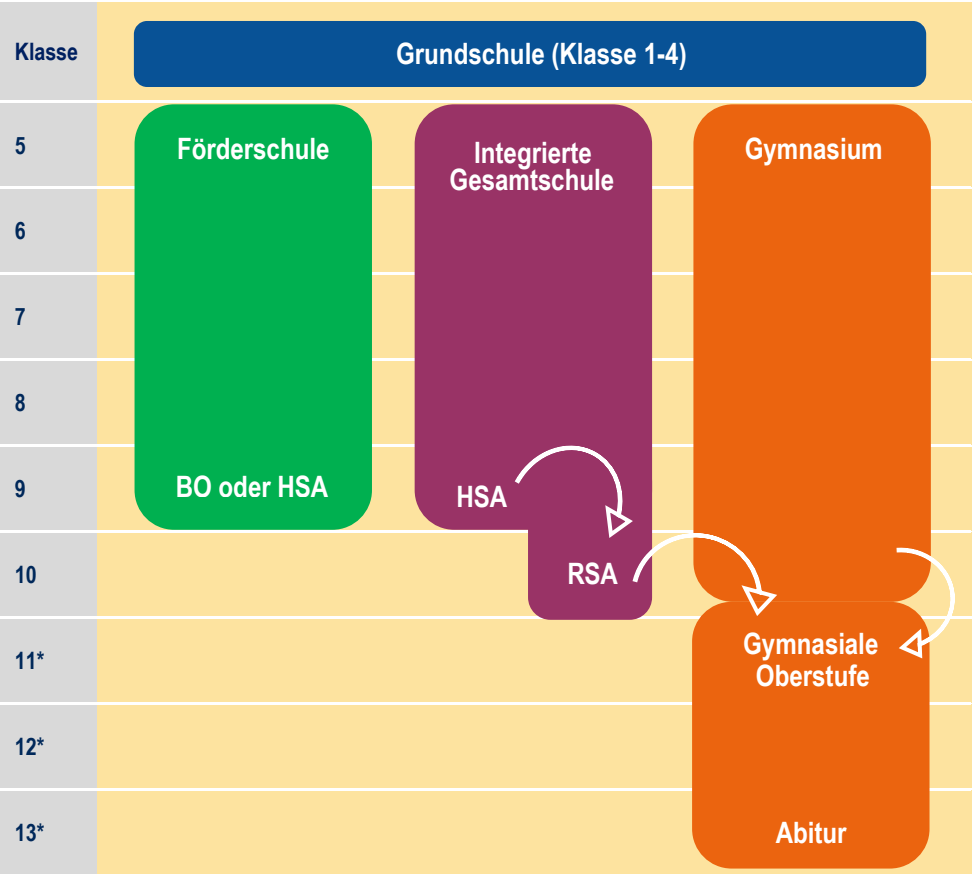 Klasse
Grundschule (Klasse 1-4)
5
Förderschule
Integrierte
Gesamtschule
Gymnasium
6
7
8
9
BO oder HSA
HSA
10
RSA
11*
Gymnasiale
Oberstufe
12*
13*
Abitur